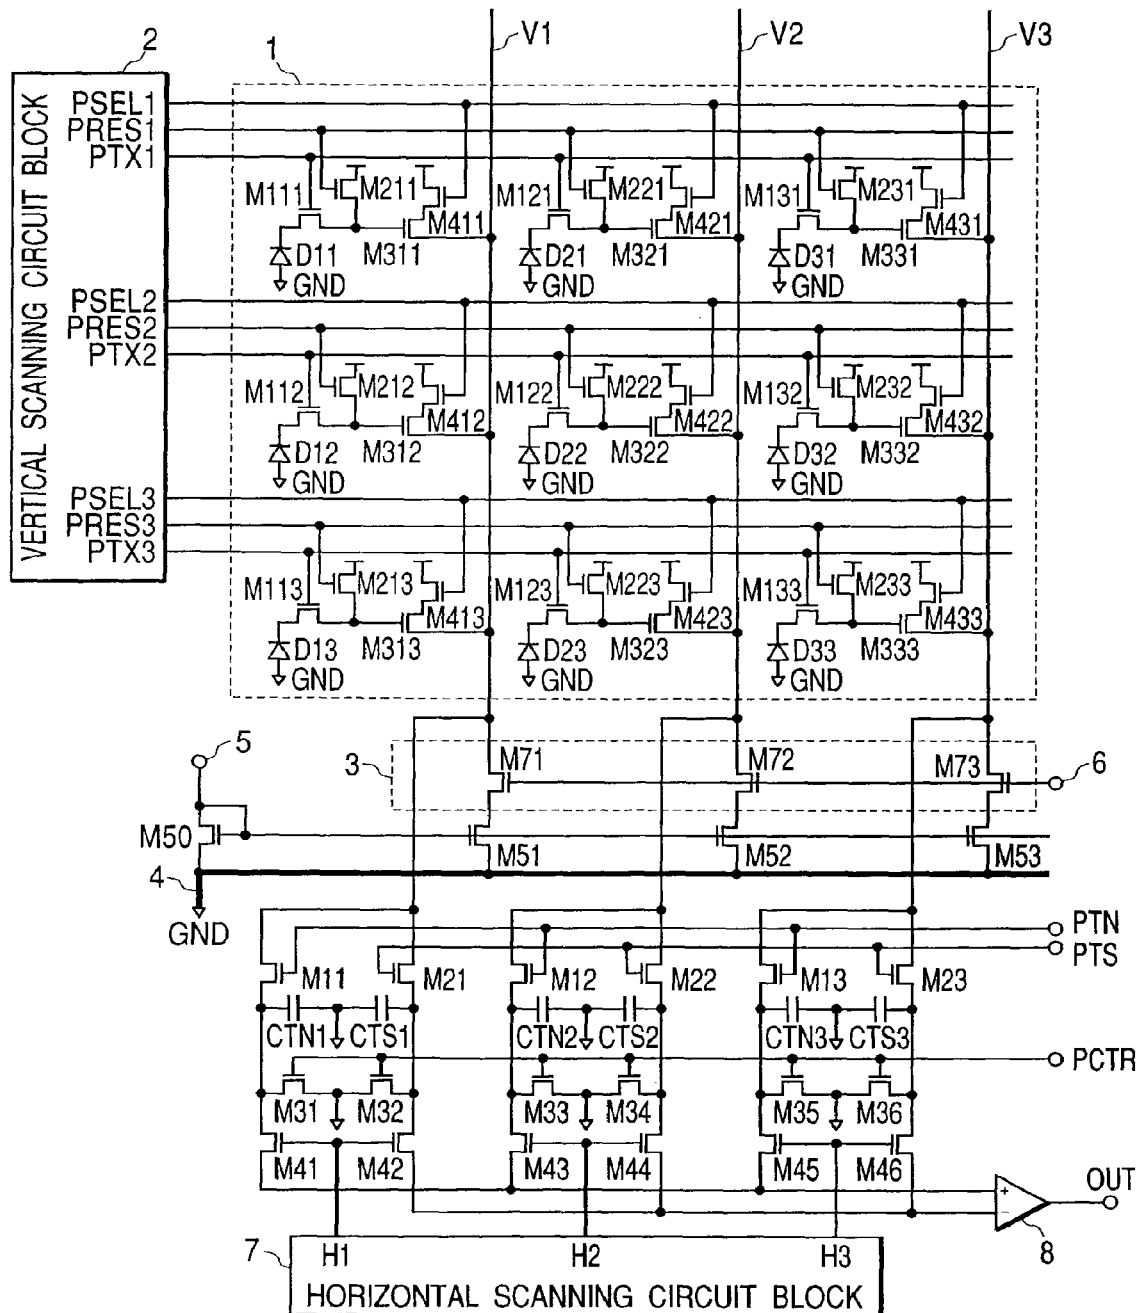 V1 V2 V3
2 1
VERTICAL SCANNING CIRCUIT BLOCK
PSEL1
PRES1
PTX1
M111 M211 M121 M221 M131 M231
M411 M421 M431
D11 M311 D21 M321 D31 M331
GND GND GND
PSEL2
PRES2
PTX2
M112 M212 M122 M222 M132 M232
M412 M422 M432
D12 M312 D22 M322 D32 M332
GND GND GND
PSEL3
PRES3
PTX3
M113 M213 M123 M223 M133 M233
M413 M423 M433
D13 M313 D23 M323 D33 M333
GND GND GND
5 3 M71 M72 M73 6
M50 M51 M52 M53
4
GND
PTN
PTS
M11 M21 M12 M22 M13 M23
CTN1 CTS1 CTN2 CTS2 CTN3 CTS3
PCTR
M31 M32 M33 M34 M35 M36
M41 M42 M43 M44 M45 M46
+
−
OUT
8
7 H1 H2 H3
HORIZONTAL SCANNING CIRCUIT BLOCK